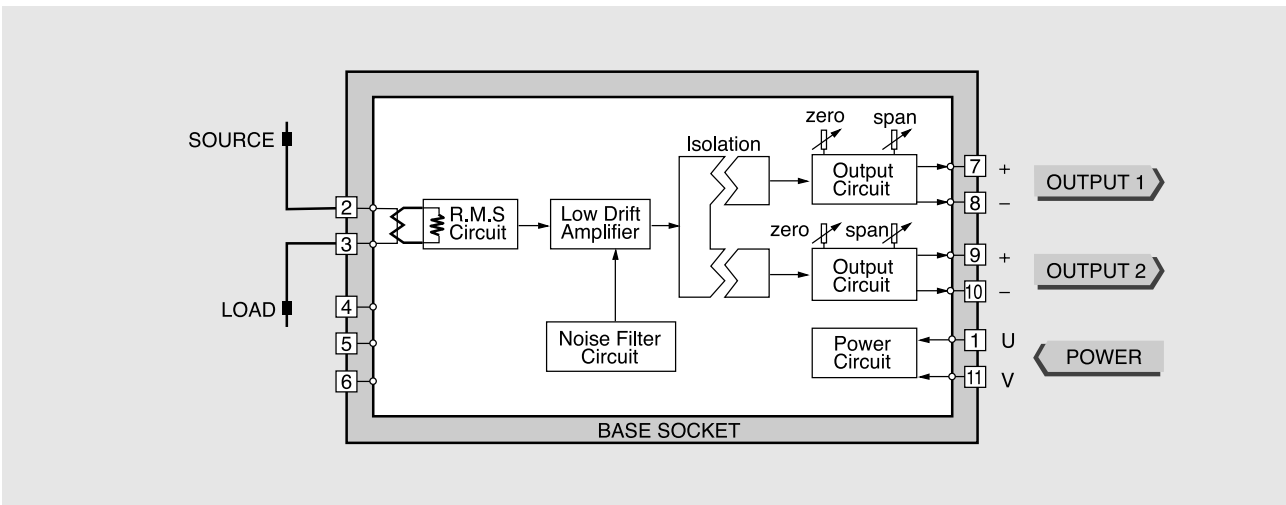 zero
span
SOURCE
Isolation
Output
Circuit
7
+
8
−
OUTPUT 1
2
3
R.M.S
Circuit
Low Drift
Amplifier
zero
span
Output
Circuit
9
+
10
−
OUTPUT 2
LOAD
4
5
6
Noise Filter
Circuit
Power
Circuit
1
U
11
V
POWER
BASE SOCKET